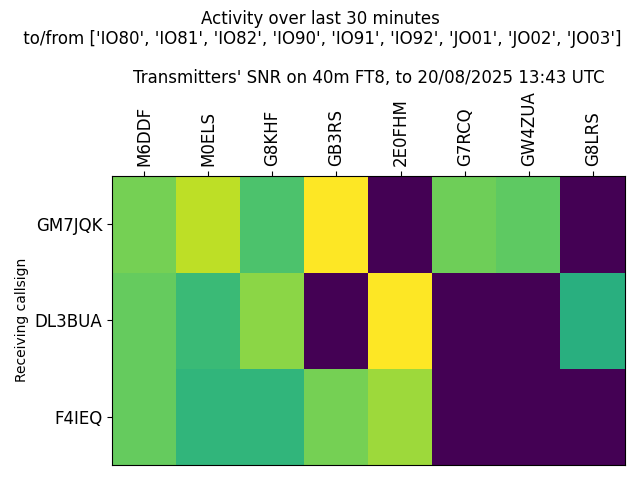 Activity over last 30 minutes
to/from ['IO80', 'IO81', 'IO82', 'IO90', 'IO91', 'IO92', 'JO01', 'JO02', 'JO03']
Transmitters' SNR on 40m FT8, to 20/08/2025 13:43 UTC
M6DDF
M0ELS
G8KHF
GB3RS
2E0FHM
G7RCQ
GW4ZUA
G8LRS
Receiving callsign
GM7JQK
DL3BUA
F4IEQ